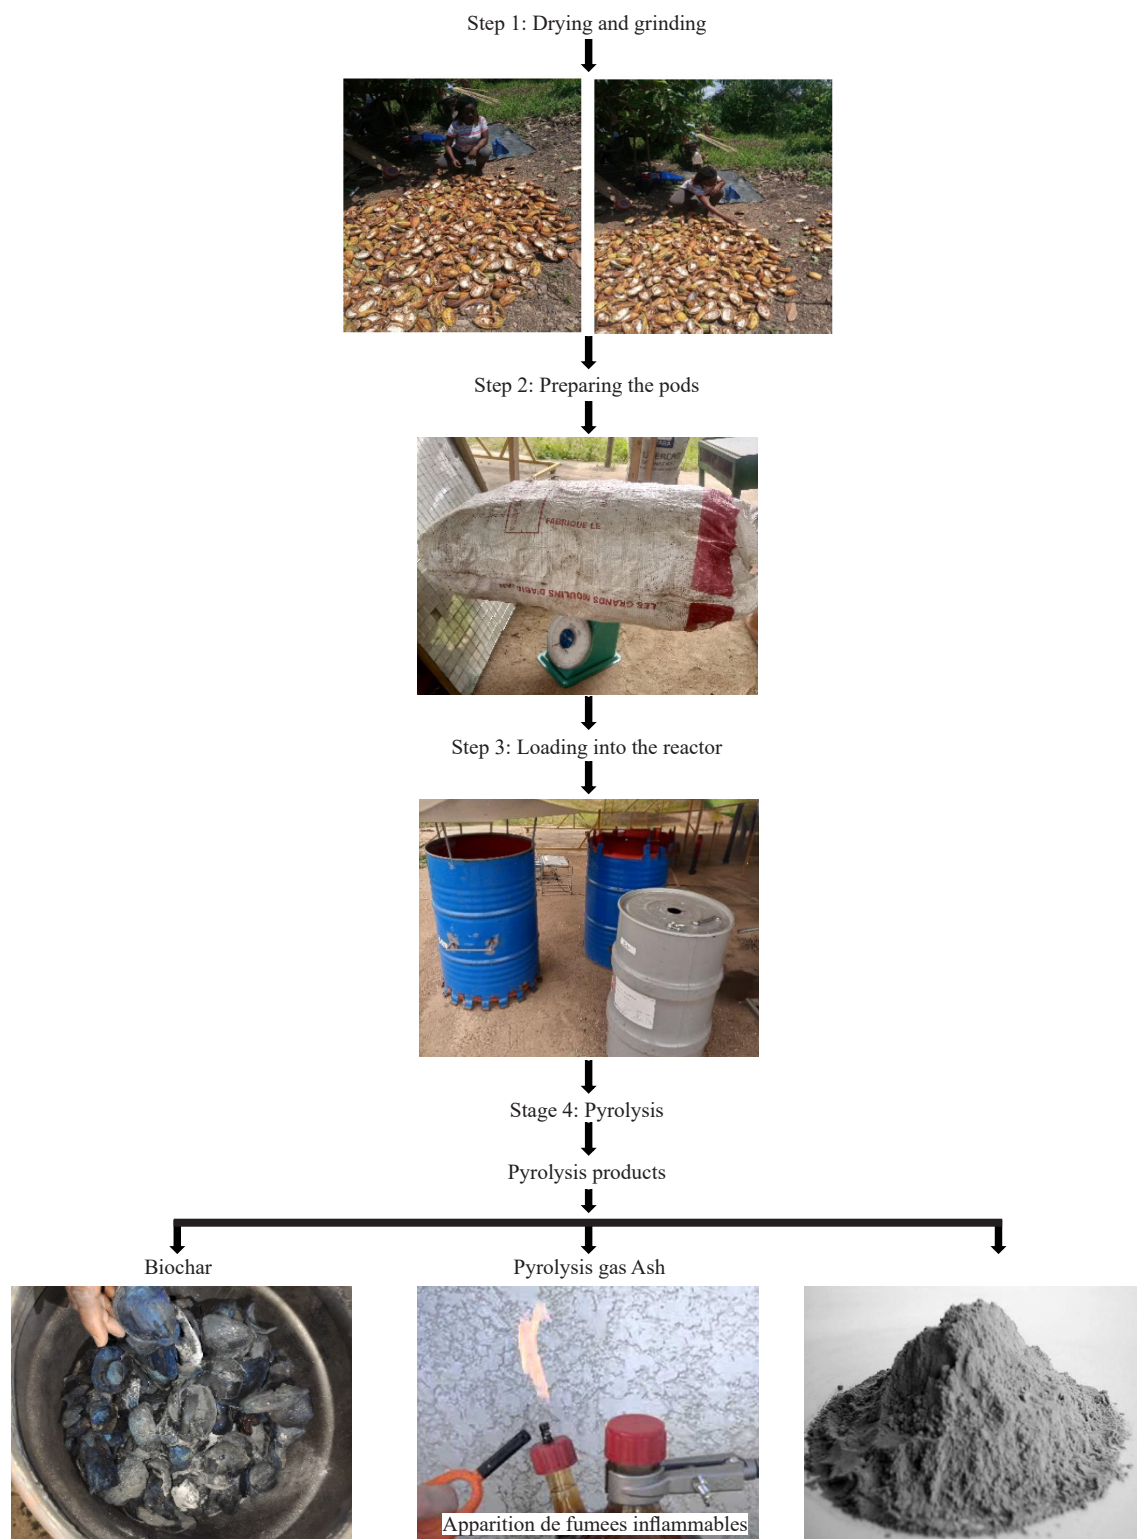 Step 1: Drying and grinding
Step 2: Preparing the pods
FABRIQUE LE
LES GRANDS MOULINS D'ABIDJAN
Step 3: Loading into the reactor
Stage 4: Pyrolysis
Pyrolysis products
Biochar
Pyrolysis gas Ash
Apparition de fumees inflammables